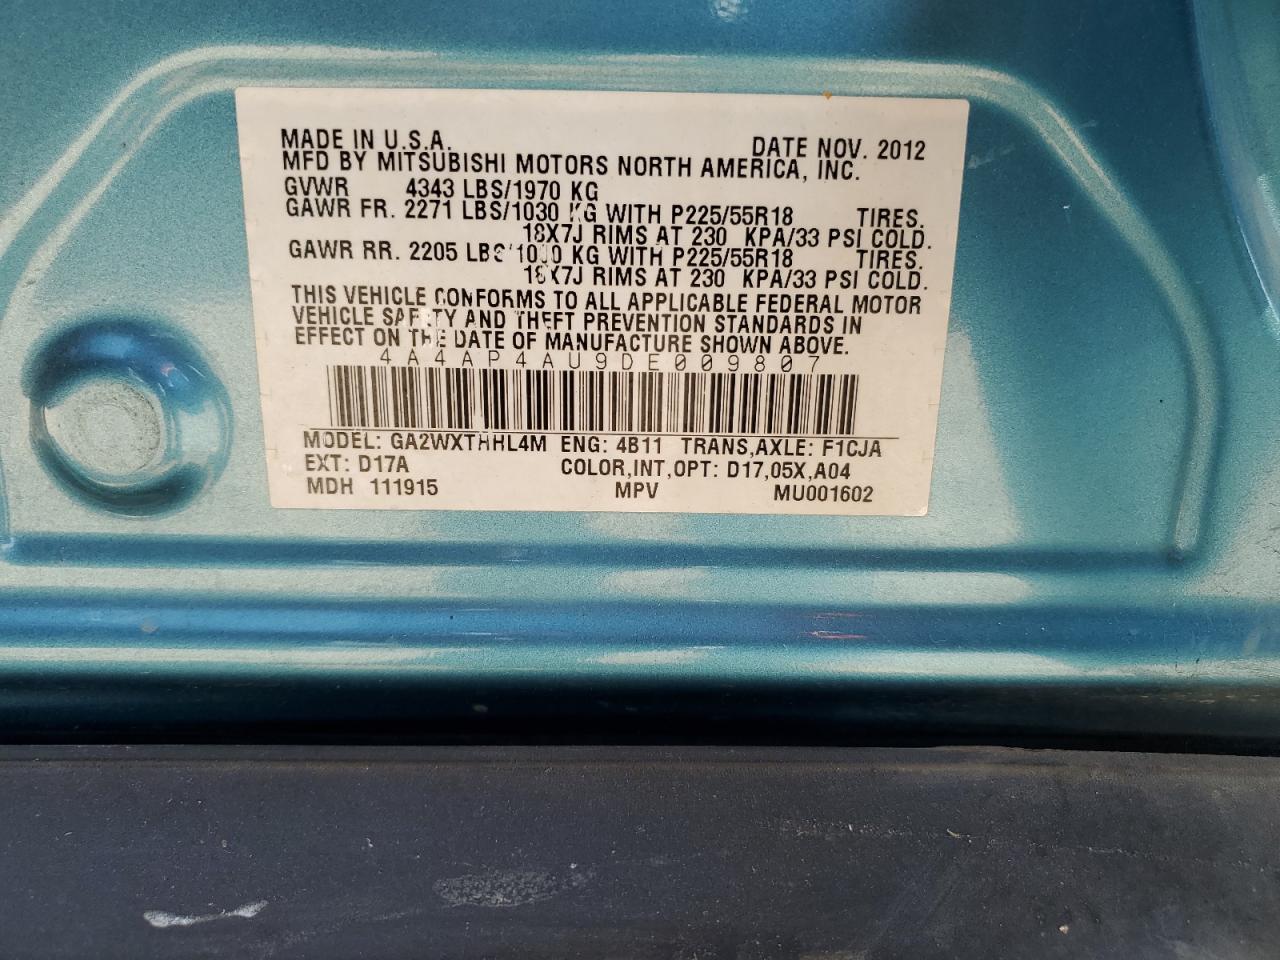 MADE IN U.S.A. DATE NOV. 2012
MFD BY MITSUBISHI MOTORS NORTH AMERICA, INC.
GVWR 4343 LBS/1970 KG
GAWR FR. 2271 LBS/1030 KG WITH P225/55R18 TIRES.
18X7J RIMS AT 230 KPA/33 PSI COLD.
GAWR RR. 2205 LBS/1000 KG WITH P225/55R18 TIRES.
18X7J RIMS AT 230 KPA/33 PSI COLD.
THIS VEHICLE CONFORMS TO ALL APPLICABLE FEDERAL MOTOR
VEHICLE SAFETY AND THEFT PREVENTION STANDARDS IN
EFFECT ON THE DATE OF MANUFACTURE SHOWN ABOVE.
4A4AP4AU9DE009807
MODEL: GA2WXTHHL4M ENG: 4B11 TRANS,AXLE: F1CJA
EXT: D17A COLOR,INT,OPT: D17,05X,A04
MDH 111915 MPV MU001602